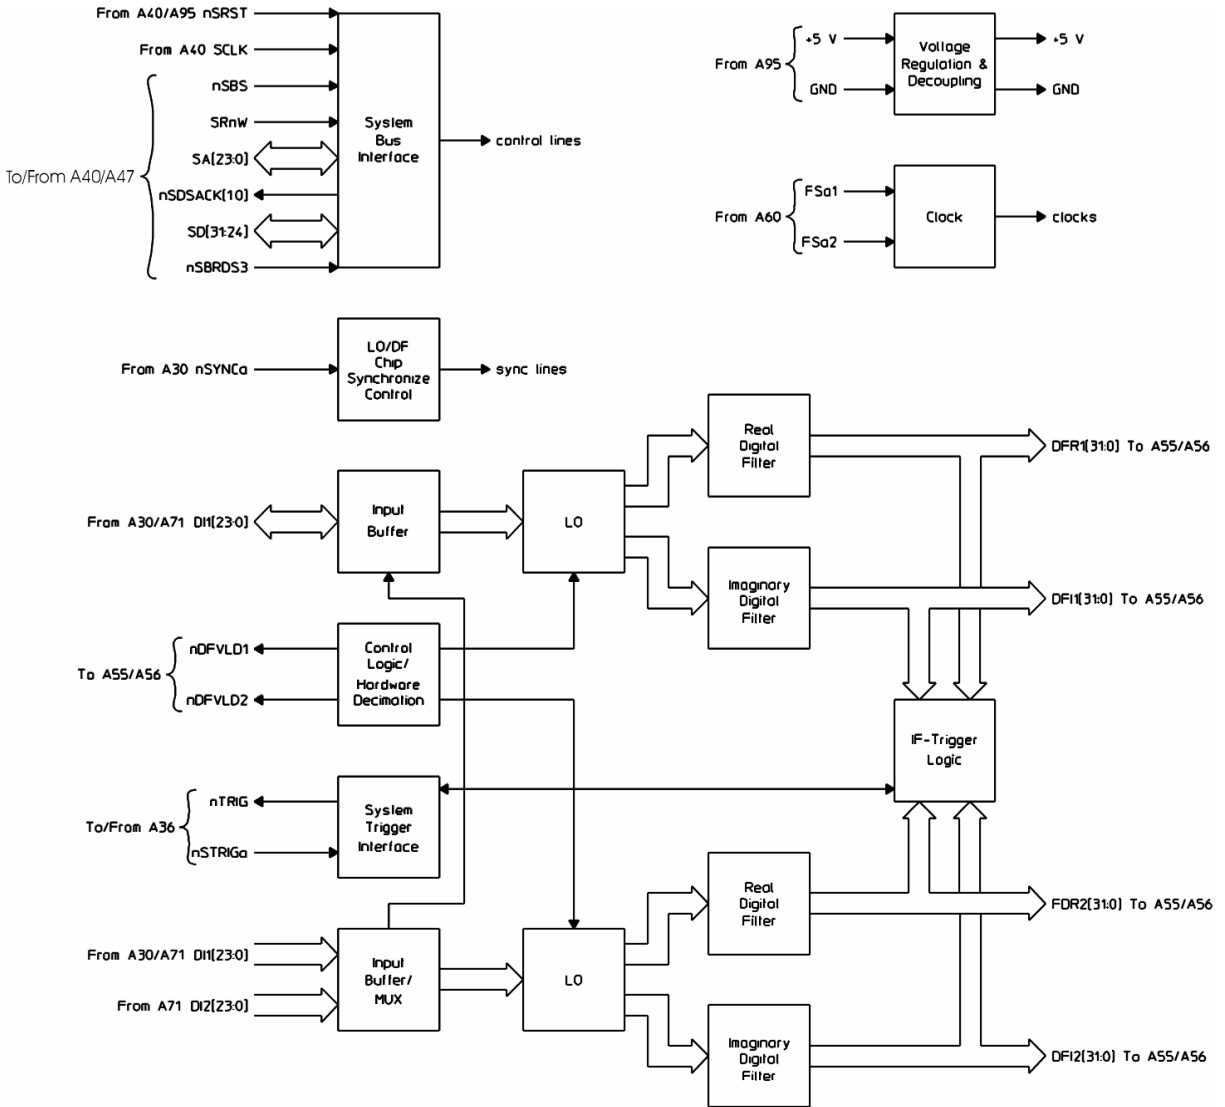 From A40/A95 nSRST
From A40 SCLK
nSBS
SRnW
SA[23:0]
To/From A40/A47
nSDSACK[10]
SD[31:24]
nSBRDS3
System
Bus
Interface
control lines
From A95
+5 V
GND
Voltage
Regulation &
Decoupling
+5 V
GND
From A60
FSa1
FSa2
Clock
clocks
From A30 nSYNCa
LO/DF
Chip
Synchronize
Control
sync lines
From A30/A71 DI1[23:0]
Input
Buffer
LO
Real
Digital
Filter
DFR1[31:0] To A55/A56
Imaginary
Digital
Filter
DFI1[31:0] To A55/A56
To A55/A56
nDFVLD1
nDFVLD2
Control
Logic/
Hardware
Decimation
IF-Trigger
Logic
To/From A36
nTRIG
nSTRIGa
System
Trigger
Interface
Real
Digital
Filter
FDR2[31:0] To A55/A56
From A30/A71 DI1[23:0]
From A71 DI2[23:0]
Input
Buffer/
MUX
LO
Imaginary
Digital
Filter
DFI2[31:0] To A55/A56